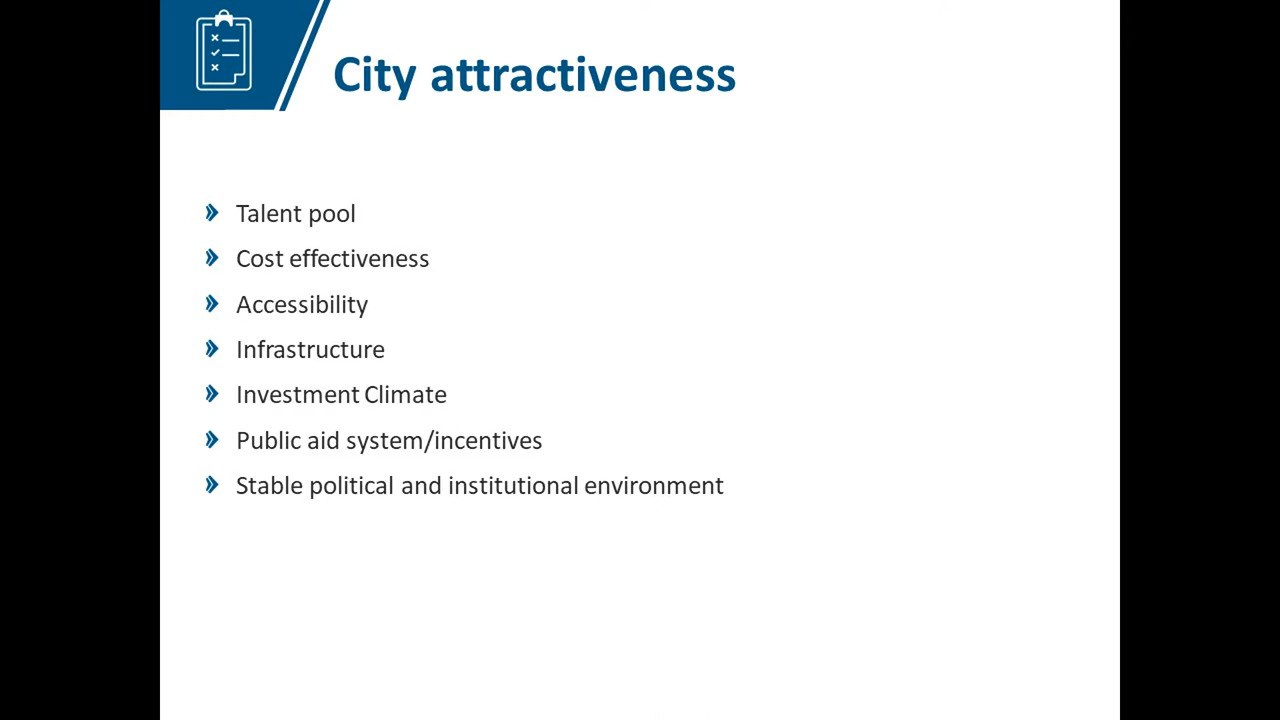 City attractiveness
Talent pool
Cost effectiveness
Accessibility
Infrastructure
Investment Climate
Public aid system/incentives
Stable political and institutional environment